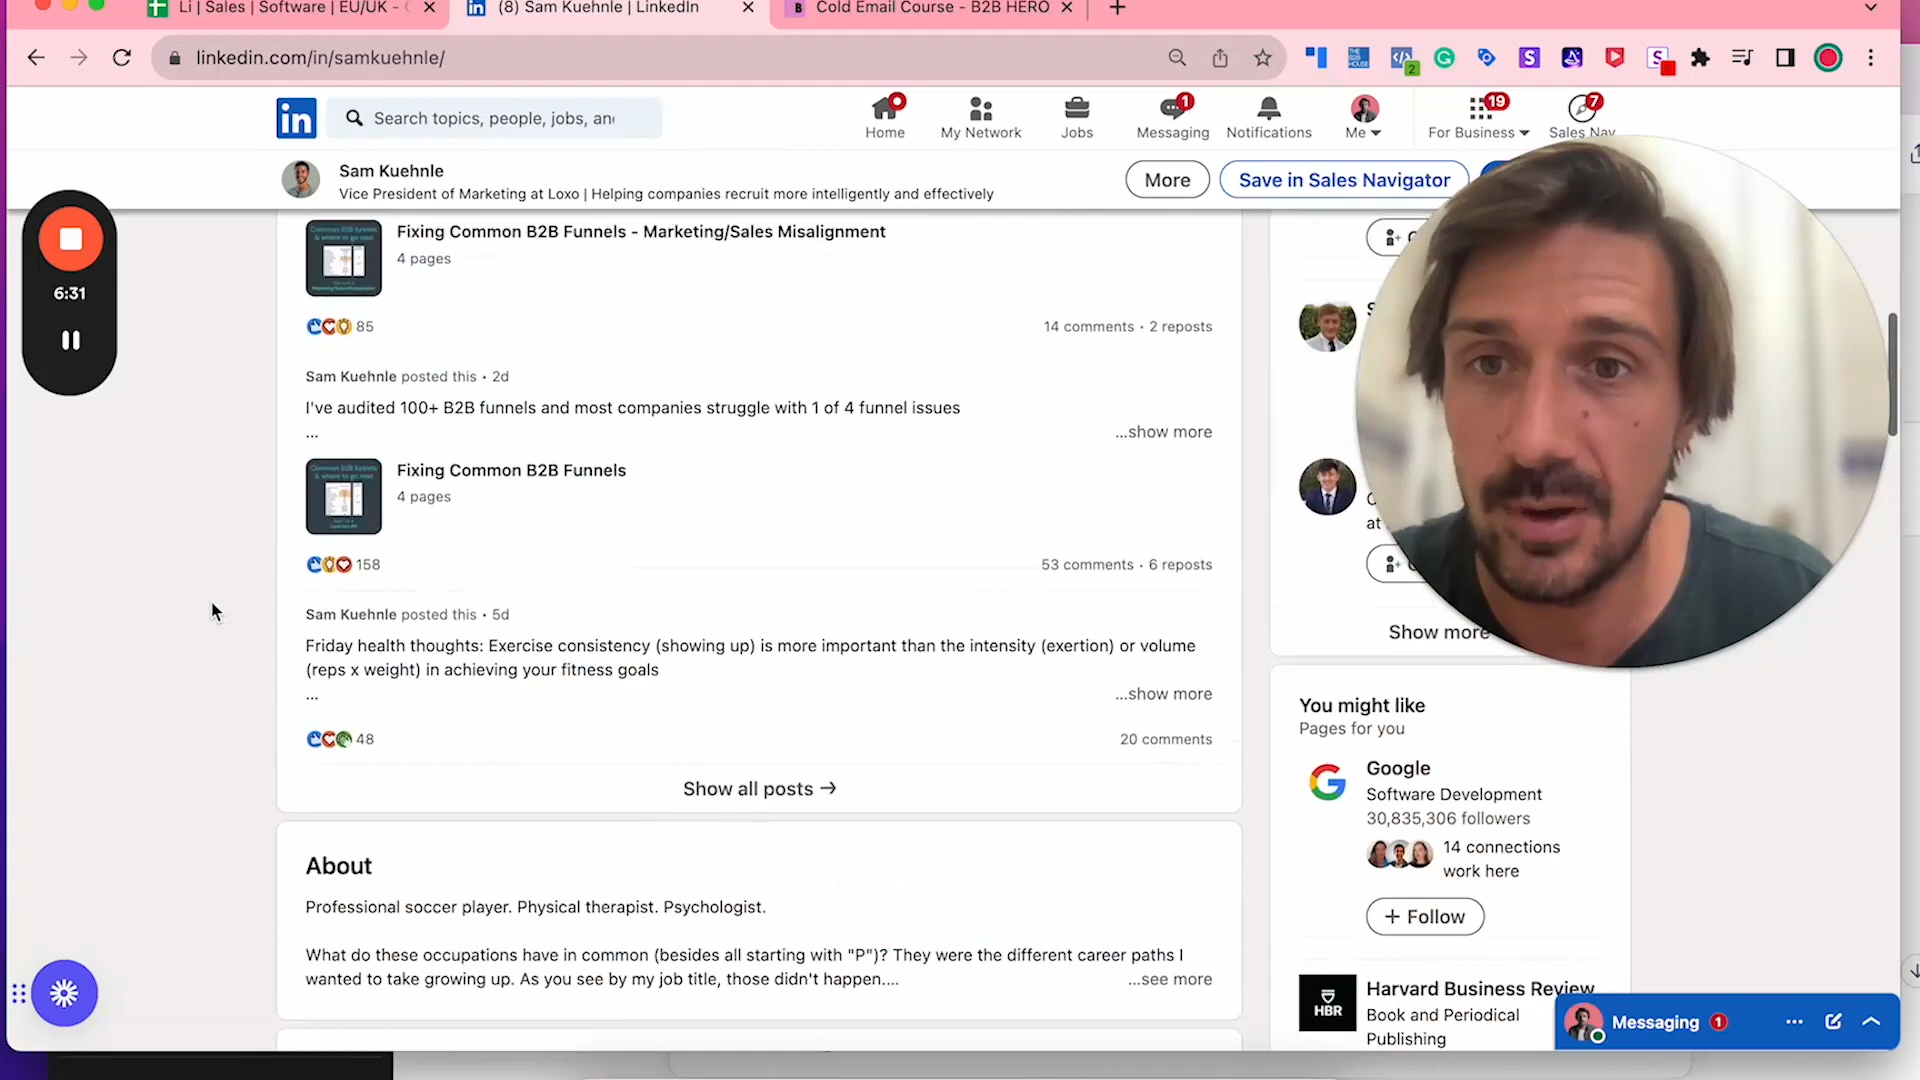 Li | Sales | Software | EU/UK -
(8) Sam Kuehnle | LinkedIn
B Cold Email Course - B2B HERO
linkedin.com/in/samkuehnle/
2
in
Search topics, people, jobs, an
Home
My Network
Jobs
1
Messaging
Notifications
Me
19
For Business
7
Sales Nav
Sam Kuehnle
Vice President of Marketing at Loxo | Helping companies recruit more intelligently and effectively
More
Save in Sales Navigator
6:31
Fixing Common B2B Funnels - Marketing/Sales Misalignment
4 pages
85
14 comments • 2 reposts
Sam Kuehnle posted this • 2d
I've audited 100+ B2B funnels and most companies struggle with 1 of 4 funnel issues
...
...show more
Fixing Common B2B Funnels
4 pages
158
53 comments • 6 reposts
Sam Kuehnle posted this • 5d
Friday health thoughts: Exercise consistency (showing up) is more important than the intensity (exertion) or volume
(reps x weight) in achieving your fitness goals
...
...show more
48
20 comments
Show all posts →
About
Professional soccer player. Physical therapist. Psychologist.
What do these occupations have in common (besides all starting with "P")? They were the different career paths I
wanted to take growing up. As you see by my job title, those didn't happen....
...see more
at
Show more
You might like
Pages for you
Google
Software Development
30,835,306 followers
14 connections
work here
+ Follow
HBR
Harvard Business Review
Book and Periodical
Publishing
Messaging 1